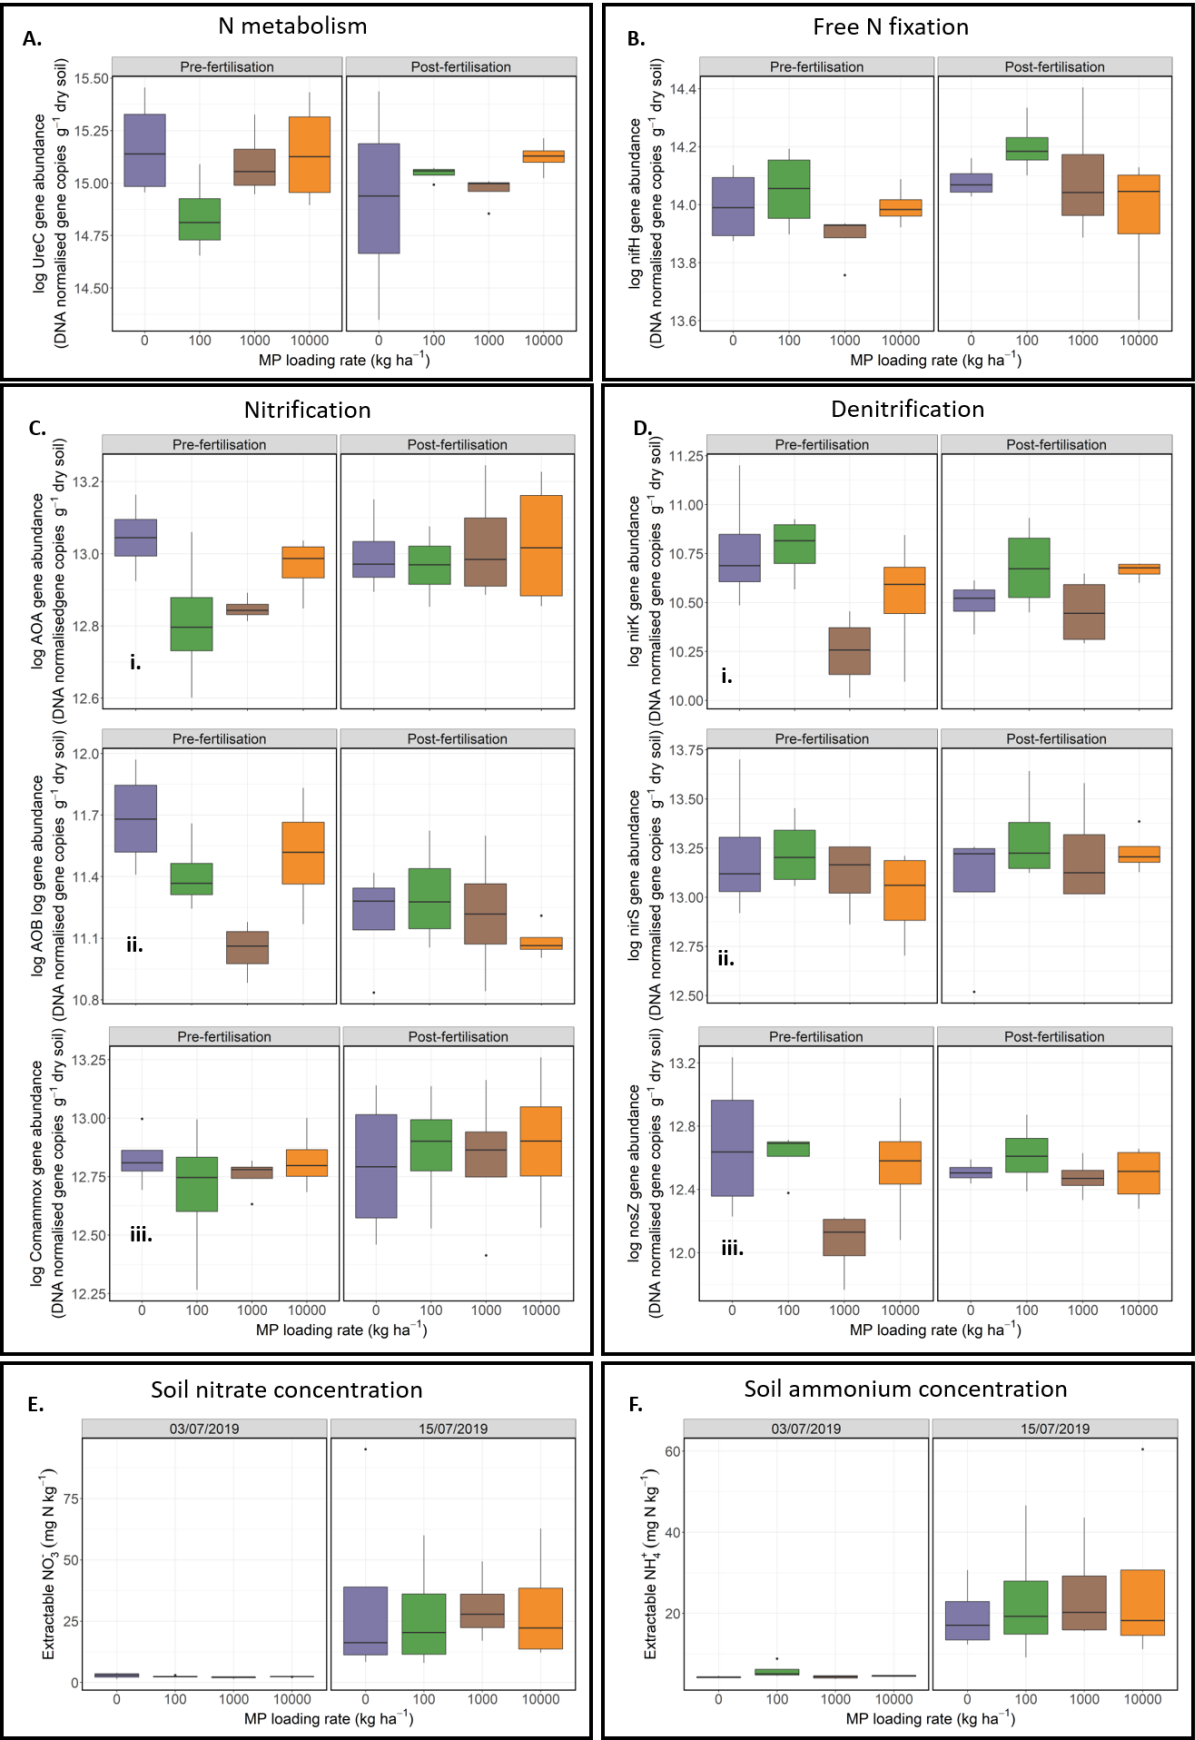 N metabolism
A.
Pre-fertilisation
Post-fertilisation
log UreC gene abundance
(DNA normalised gene copies g⁻¹ dry soil)
15.50
15.25
15.00
14.75
14.50
0 100 1000 10000 0 100 1000 10000
MP loading rate (kg ha⁻¹)
Free N fixation
B.
Pre-fertilisation
Post-fertilisation
log nifH gene abundance
(DNA normalised gene copies g⁻¹ dry soil)
14.4
14.2
14.0
13.8
13.6
0 100 1000 10000 0 100 1000 10000
MP loading rate (kg ha⁻¹)
Nitrification
C.
Pre-fertilisation
Post-fertilisation
log AOA gene abundance
(DNA normalisedgene copies g⁻¹ dry soil)
13.2
13.0
12.8
12.6
i.
Pre-fertilisation
Post-fertilisation
log AOB log gene abundance
(DNA normalised gene copies g⁻¹ dry soil)
12.0
11.7
11.4
11.1
10.8
ii.
Pre-fertilisation
Post-fertilisation
log Comammox gene abundance
(DNA normalised gene copies g⁻¹ dry soil)
13.25
13.00
12.75
12.50
12.25
iii.
0 100 1000 10000 0 100 1000 10000
MP loading rate (kg ha⁻¹)
Denitrification
D.
Pre-fertilisation
Post-fertilisation
log nirK gene abundance
(DNA normalised gene copies g⁻¹ dry soil)
11.25
11.00
10.75
10.50
10.25
10.00
i.
Pre-fertilisation
Post-fertilisation
log nirS gene abundance
(DNA normalised gene copies g⁻¹ dry soil)
13.75
13.50
13.25
13.00
12.75
12.50
ii.
Pre-fertilisation
Post-fertilisation
log nosZ gene abundance
(DNA normalised gene copies g⁻¹ dry soil)
13.2
12.8
12.4
12.0
iii.
0 100 1000 10000 0 100 1000 10000
MP loading rate (kg ha⁻¹)
Soil nitrate concentration
E.
03/07/2019
15/07/2019
Extractable NO₃⁻ (mg N kg⁻¹)
75
50
25
0
0 100 1000 10000 0 100 1000 10000
MP loading rate (kg ha⁻¹)
Soil ammonium concentration
F.
03/07/2019
15/07/2019
Extractable NH₄⁺ (mg N kg⁻¹)
60
40
20
0 100 1000 10000 0 100 1000 10000
MP loading rate (kg ha⁻¹)